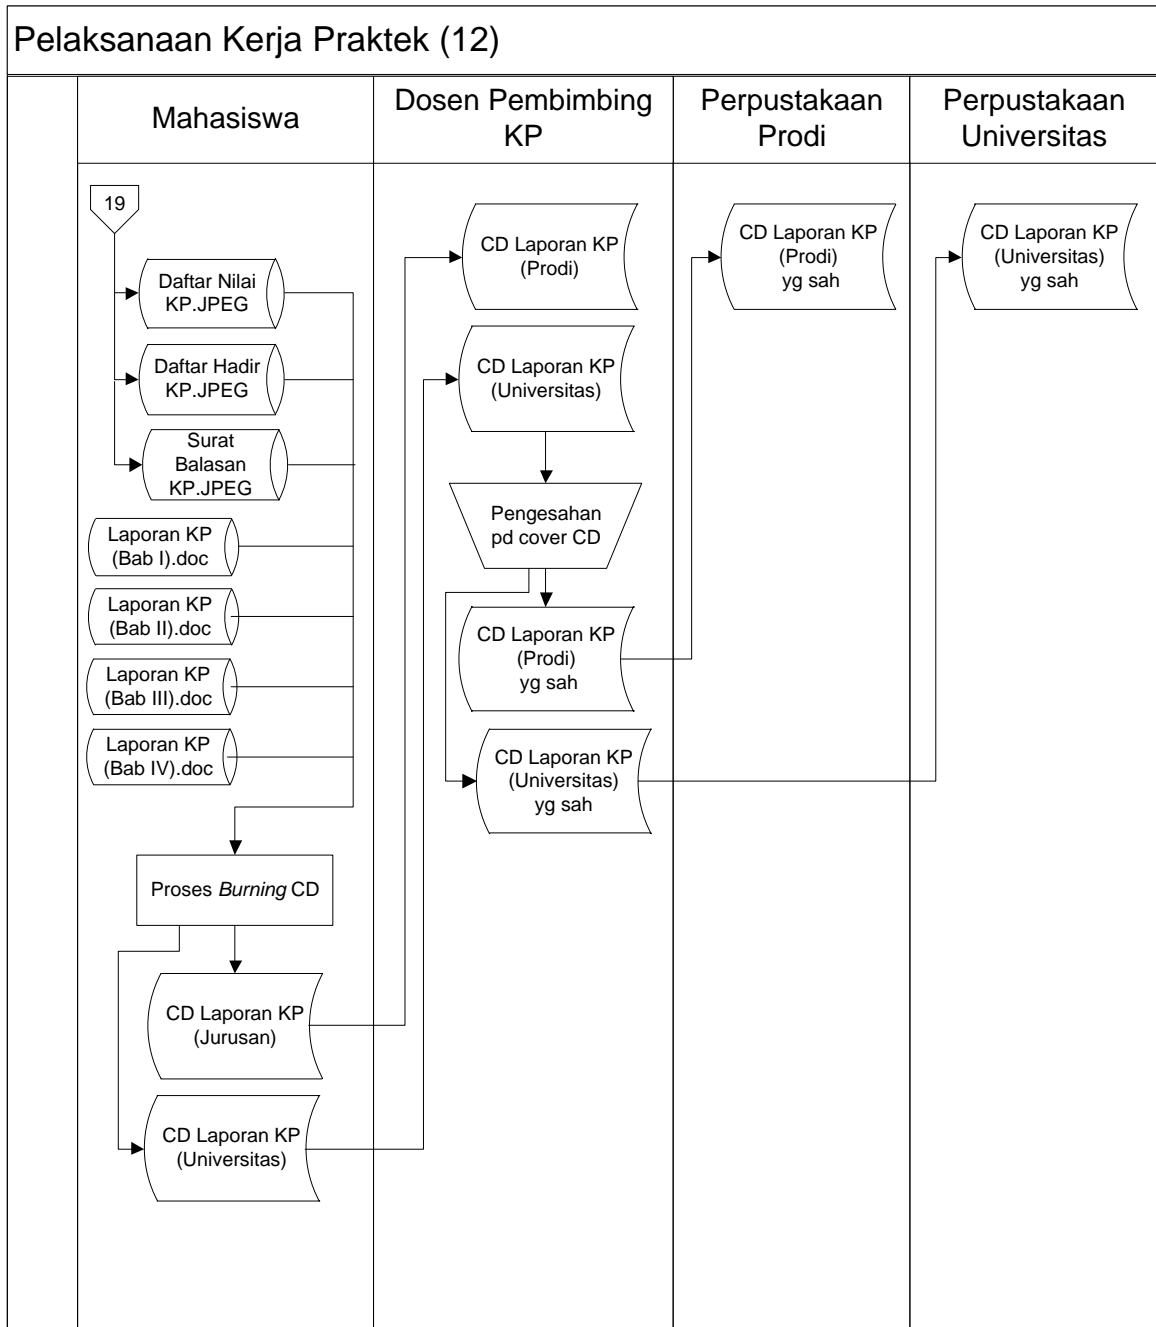 Pelaksanaan Kerja Praktek (12)
Mahasiswa
Dosen Pembimbing
KP
Perpustakaan
Prodi
Perpustakaan
Universitas
19
Daftar Nilai
KP.JPEG
Daftar Hadir
KP.JPEG
Surat
Balasan
KP.JPEG
Laporan KP
(Bab I).doc
Laporan KP
(Bab II).doc
Laporan KP
(Bab III).doc
Laporan KP
(Bab IV).doc
Proses Burning CD
CD Laporan KP
(Jurusan)
CD Laporan KP
(Universitas)
CD Laporan KP
(Prodi)
CD Laporan KP
(Universitas)
Pengesahan
pd cover CD
CD Laporan KP
(Prodi)
yg sah
CD Laporan KP
(Universitas)
yg sah
CD Laporan KP
(Prodi)
yg sah
CD Laporan KP
(Universitas)
yg sah